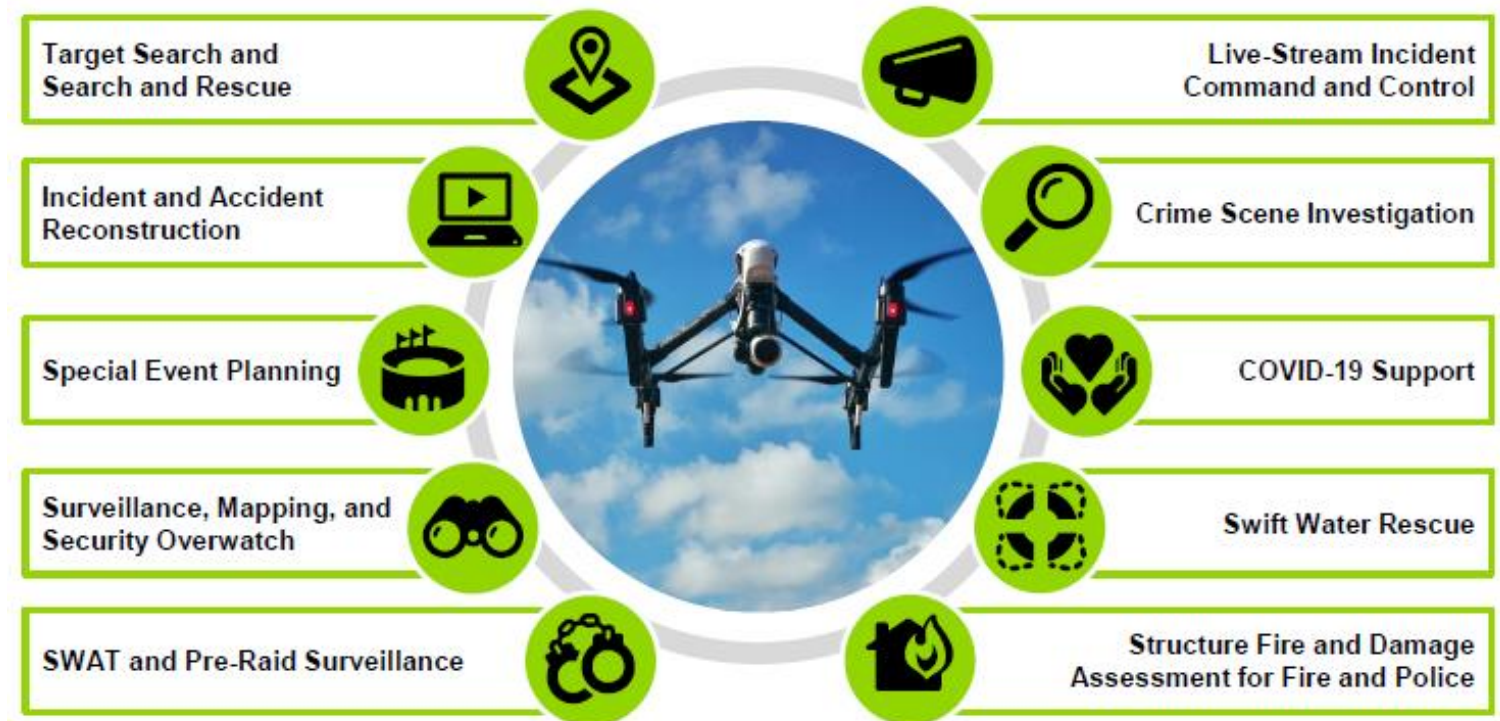 Target Search and
Search and Rescue
Incident and Accident
Reconstruction
Special Event Planning
Surveillance, Mapping, and
Security Overwatch
SWAT and Pre-Raid Surveillance
Live-Stream Incident
Command and Control
Crime Scene Investigation
COVID-19 Support
Swift Water Rescue
Structure Fire and Damage
Assessment for Fire and Police